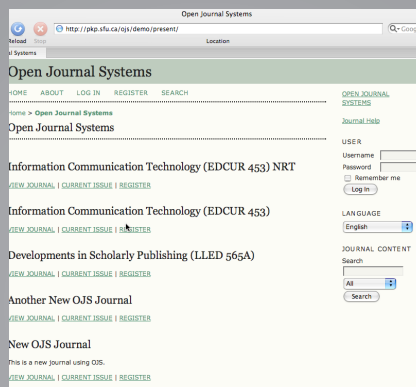 Open Journal Systems
Reload Stop
http://pkp.sfu.ca/ojs/demo/present/
Location
Open Journal Systems
HOME ABOUT LOG IN REGISTER SEARCH
Home > Open Journal Systems
Open Journal Systems
Information Communication Technology (EDCUR 453) NRT
VIEW JOURNAL | CURRENT ISSUE | REGISTER
Information Communication Technology (EDCUR 453)
VIEW JOURNAL | CURRENT ISSUE | REGISTER
Developments in Scholarly Publishing (LLED 565A)
VIEW JOURNAL | CURRENT ISSUE | REGISTER
Another New OJS Journal
VIEW JOURNAL | CURRENT ISSUE | REGISTER
New OJS Journal
This is a new journal using OJS.
VIEW JOURNAL | CURRENT ISSUE | REGISTER
OPEN JOURNAL
SYSTEMS
Journal Help
USER
Username
Password
Remember me
Log In
LANGUAGE
English
JOURNAL CONTENT
Search
All
Search